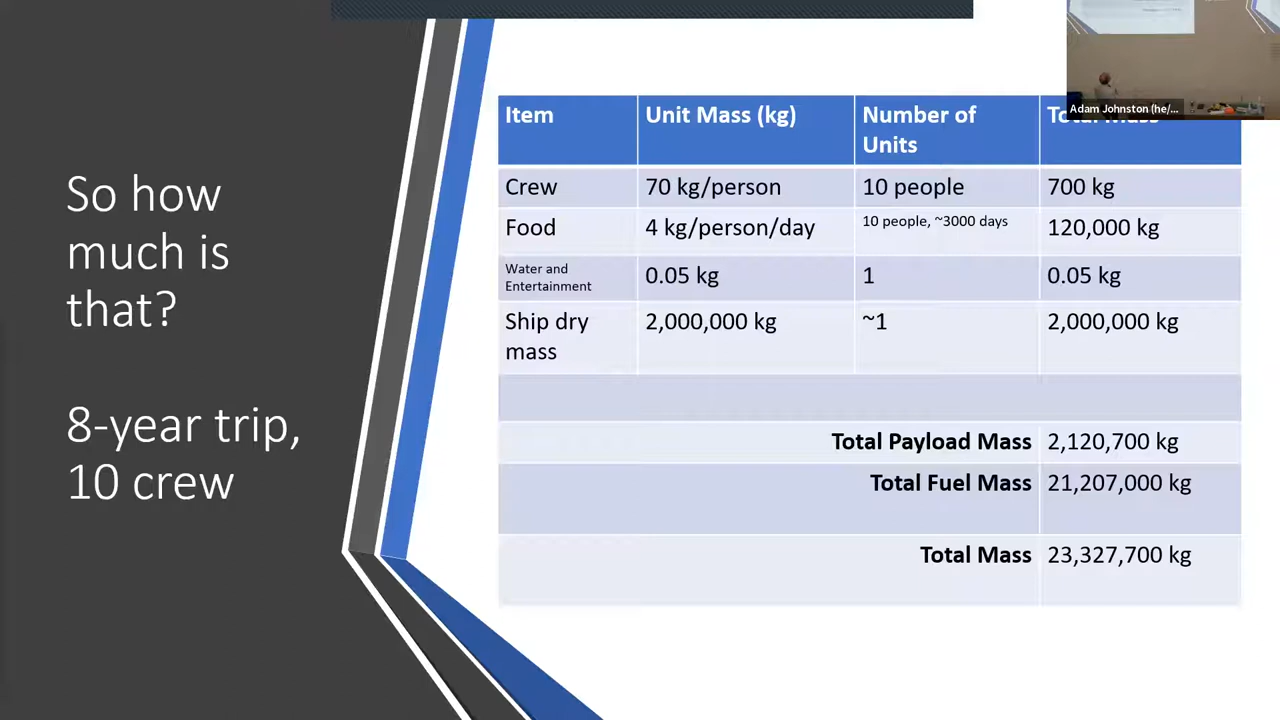 So how
much is
that?
8-year trip,
10 crew
Item
Unit Mass (kg)
Number of
Units
Total Mass
Crew
70 kg/person
10 people
700 kg
Food
4 kg/person/day
10 people, ~3000 days
120,000 kg
Water and
Entertainment
0.05 kg
1
0.05 kg
Ship dry
mass
2,000,000 kg
~1
2,000,000 kg
Total Payload Mass
2,120,700 kg
Total Fuel Mass
21,207,000 kg
Total Mass
23,327,700 kg
Adam Johnston (he/...